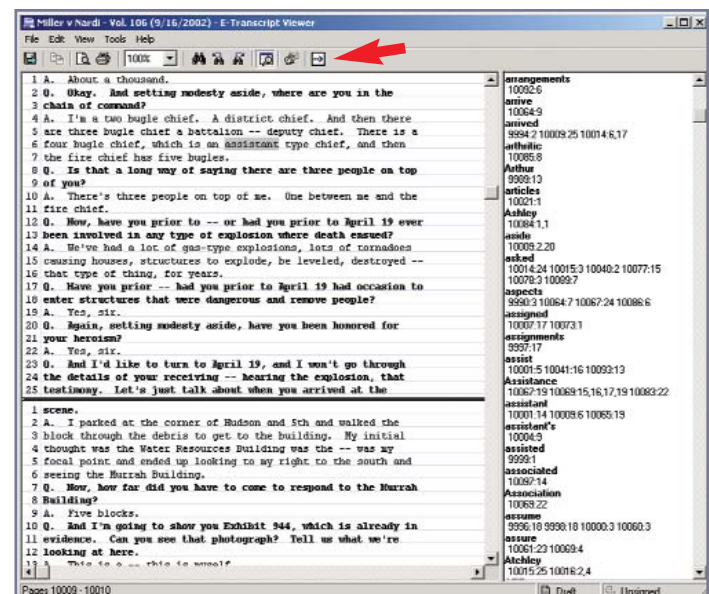 Miller v Nardi - Vol. 106 (9/16/2002) - E-Transcript Viewer
File Edit View Tools Help
100%
1 A. About a thousand.
2 Q. Okay. And setting modesty aside, where are you in the
3 chain of command?
4 A. I'm a two bugle chief. A district chief. And then there
5 are three bugle chief a battalion -- deputy chief. There is a
6 four bugle chief, which is an assistant type chief, and then
7 the fire chief has five bugles.
8 Q. Is that a long way of saying there are three people on top
9 of you?
10 A. There's three people on top of me. One between me and the
11 fire chief.
12 Q. Now, have you prior to -- or had you prior to April 19 ever
13 been involved in any type of explosion where death ensued?
14 A. We've had a lot of gas-type explosions, lots of tornadoes
15 causing houses, structures to explode, be leveled, destroyed --
16 that type of thing, for years.
17 Q. Have you prior -- had you prior to April 19 had occasion to
18 enter structures that were dangerous and remove people?
19 A. Yes, sir.
20 Q. Again, setting modesty aside, have you been honored for
21 your heroism?
22 A. Yes, sir.
23 Q. And I'd like to turn to April 19, and I won't go through
24 the details of your receiving -- hearing the explosion, that
25 testimony. Let's just talk about when you arrived at the
1 scene.
2 A. I parked at the corner of Hudson and 5th and walked the
3 block through the debris to get to the building. My initial
4 thought was the Water Resources Building was the -- was my
5 focal point and ended up looking to my right to the south and
6 seeing the Murrah Building.
7 Q. Now, how far did you have to come to respond to the Murrah
8 Building?
9 A. Five blocks.
10 Q. And I'm going to show you Exhibit 944, which is already in
11 evidence. Can you see that photograph? Tell us what we're
12 looking at here.
13 A. This is a -- this is myself
arrangements
10092:6
arrive
10064:9
arrived
9994:2 10009:25 10014:6,17
arthritic
10085:8
Arthur
9989:13
articles
10021:1
Ashley
10084:1,1
aside
10009:2,20
asked
10014:24 10015:3 10040:2 10077:15
10078:3 10089:7
aspects
9990:3 10064:7 10067:24 10086:6
assigned
10007:17 10073:1
assignments
9997:17
assist
10001:5 10041:16 10093:13
Assistance
10067:19 10069:15,16,17,19 10083:22
assistant
10001:14 10009:6 10065:19
assistant's
10004:9
assisted
9999:1
associated
10097:14
Association
10069:22
assume
9996:18 9998:18 10000:3 10060:3
assure
10061:23 10069:4
Atchley
10015:25 10016:2,4
Pages 10009 - 10010
Draft
Unsigned